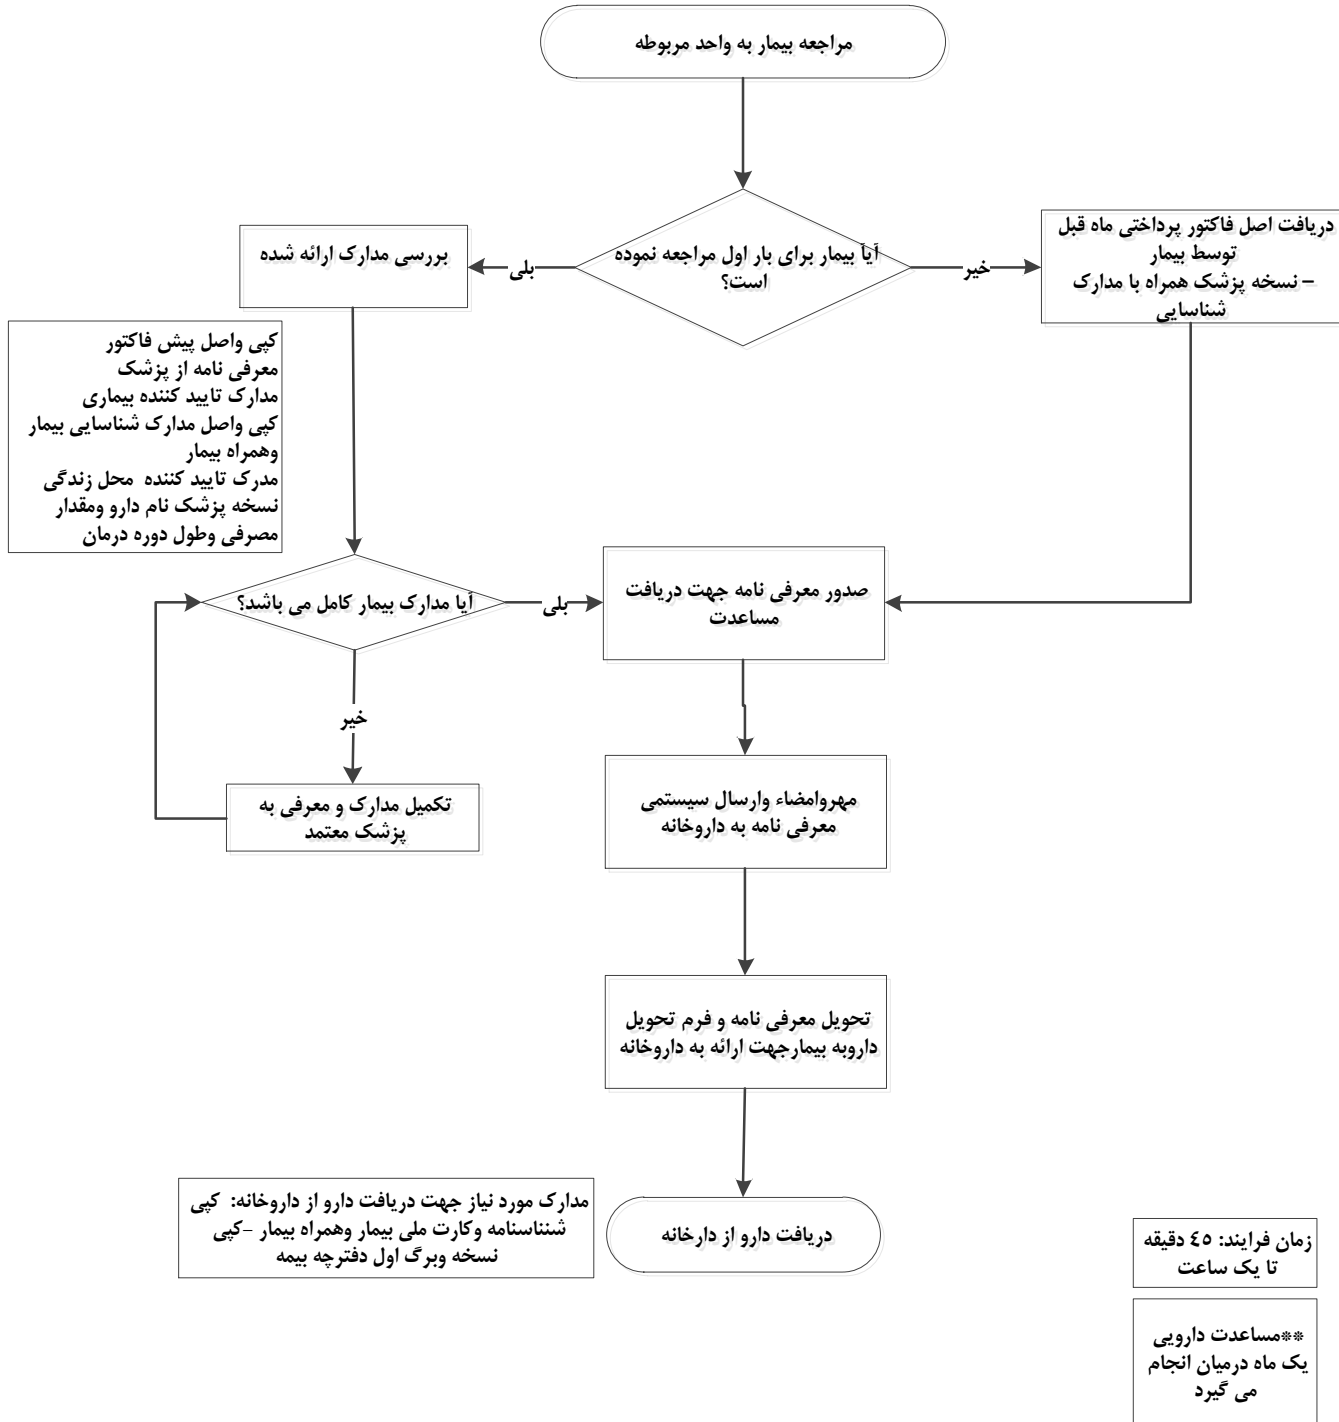 مراجعه بیمار به واحد مربوطه
آیاَ بیمار برای بار اول مراجعه نموده
است؟
خیر
بلی
دریافت اصل فاکتور پرداختی ماه قبل
توسط بیمار
– نسخه پزشک همراه با مدارک
شناسایی
بررسی مدارک ارائه شده
کپی واصل پیش فاکتور
معرفی نامه از پزشک
مدارک تایید کننده بیماری
کپی واصل مدارک شناسایی بیمار
وهمراه بیمار
مدرک تایید کننده محل زندگی
نسخه پزشک نام دارو ومقدار
مصرفی وطول دوره درمان
آیا مدارک بیمار کامل می باشد؟
بلی
خیر
صدور معرفی نامه جهت دریافت
مساعدت
تکمیل مدارک و معرفی به
پزشک معتمد
مهروامضاء وارسال سیستمی
معرفی نامه به داروخانه
تحویل معرفی نامه و فرم تحویل
داروبه بیمارجهت ارائه به داروخانه
دریافت دارو از دارخانه
مدارک مورد نیاز جهت دریافت دارو از داروخانه: کپی
شنناسنامه وکارت ملی بیمار وهمراه بیمار –کپی
نسخه وبرگ اول دفترچه بیمه
زمان فرایند: ٤٥ دقیقه
تا یک ساعت
**مساعدت دارویی
یک ماه درمیان انجام
می گیرد